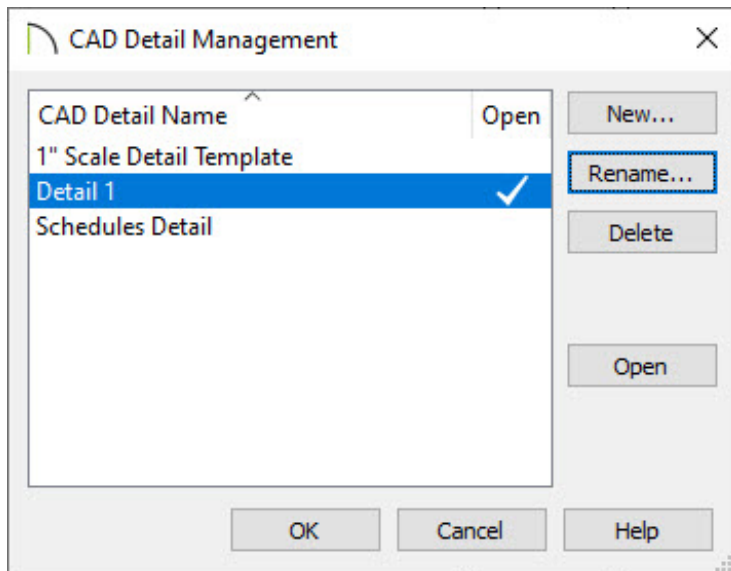 CAD Detail Management
CAD Detail Name Open
1" Scale Detail Template
Detail 1
Schedules Detail
New...
Rename...
Delete
Open
OK Cancel Help